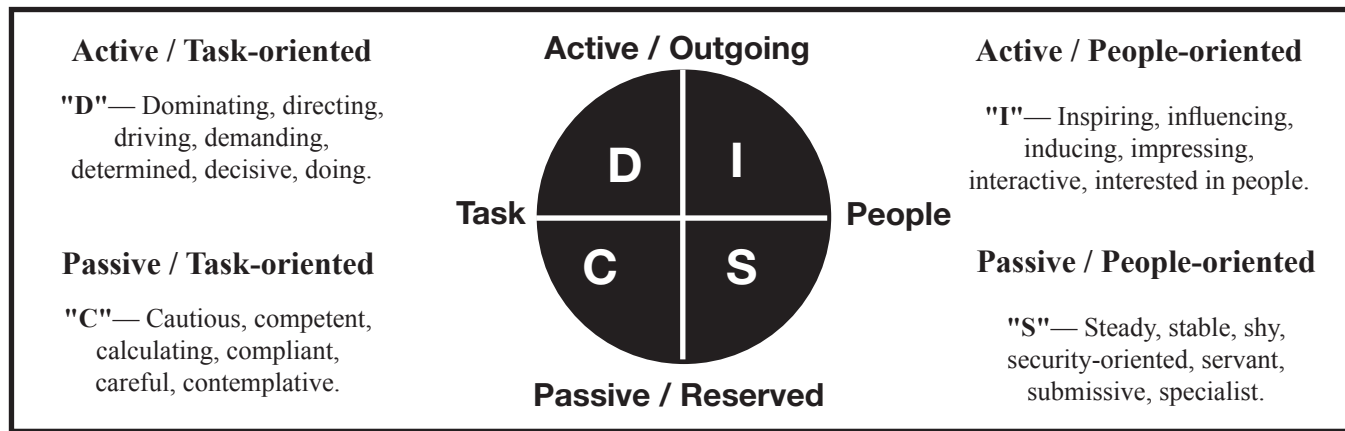 Active / Task-oriented
"D"— Dominating, directing,
driving, demanding,
determined, decisive, doing.
Passive / Task-oriented
"C"— Cautious, competent,
calculating, compliant,
careful, contemplative.
Active / Outgoing
D
I
Task
People
C
S
Passive / Reserved
Active / People-oriented
"I"— Inspiring, influencing,
inducing, impressing,
interactive, interested in people.
Passive / People-oriented
"S"— Steady, stable, shy,
security-oriented, servant,
submissive, specialist.